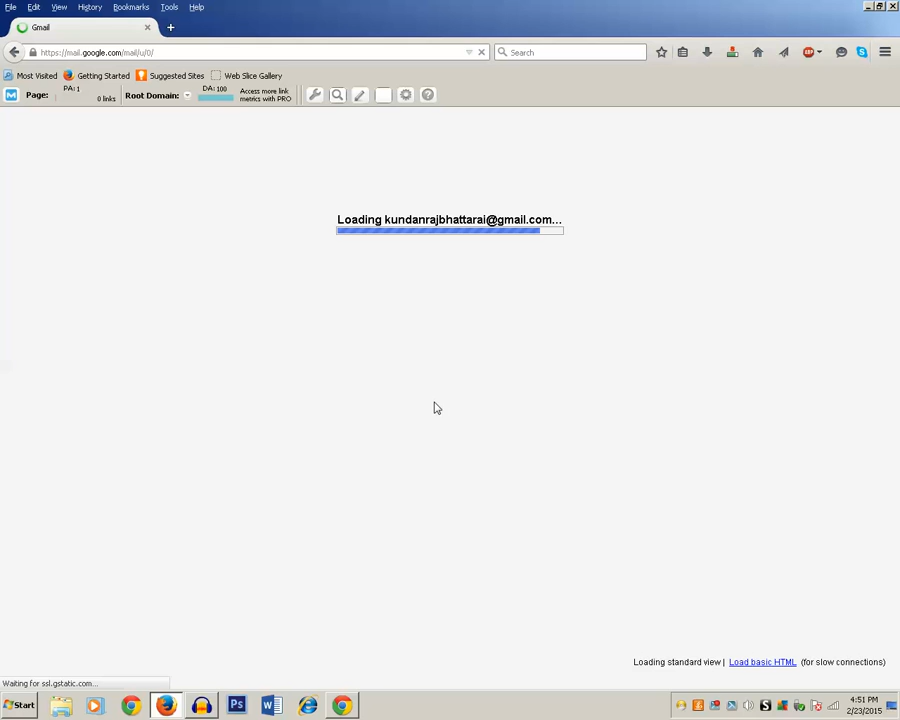 File Edit View History Bookmarks Tools Help
Gmail
https://mail.google.com/mail/u/0/ Search
Most Visited Getting Started Suggested Sites Web Slice Gallery
Page: PA: 1 0 links Root Domain: DA: 100 Access more link metrics with PRO
Loading kundanrajbhattarai@gmail.com...
Loading standard view | Load basic HTML (for slow connections)
Waiting for ssl.gstatic.com...
Start Ps 4:51 PM
2/23/2015